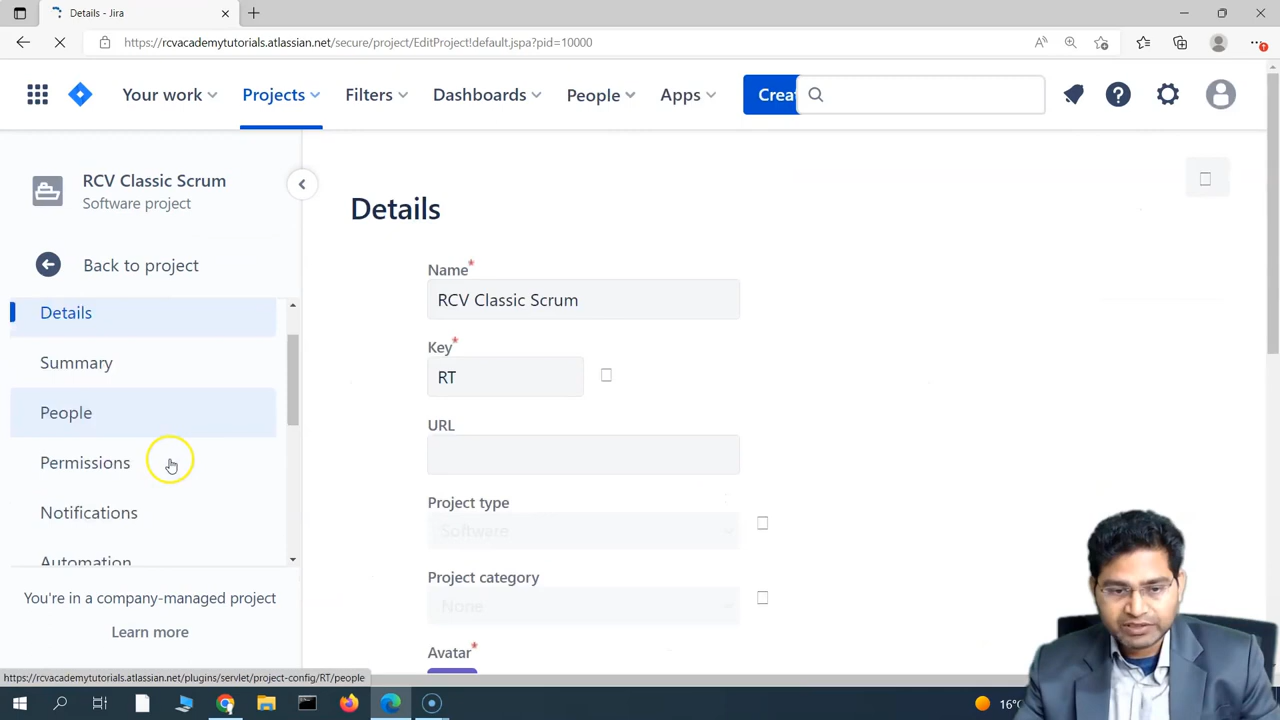 Details - Jira
https://rcvacademytutorials.atlassian.net/secure/project/EditProject!default.jspa?pid=10000
Your work
Projects
Filters
Dashboards
People
Apps
Crea
RCV Classic Scrum
Software project
Back to project
Details
Summary
People
Permissions
Notifications
Automation
You're in a company-managed project
Learn more
Details
Name*
RCV Classic Scrum
Key*
RT
URL
Project type
Software
Project category
None
Avatar*
https://rcvacademytutorials.atlassian.net/plugins/servlet/project-config/RT/people
16°C